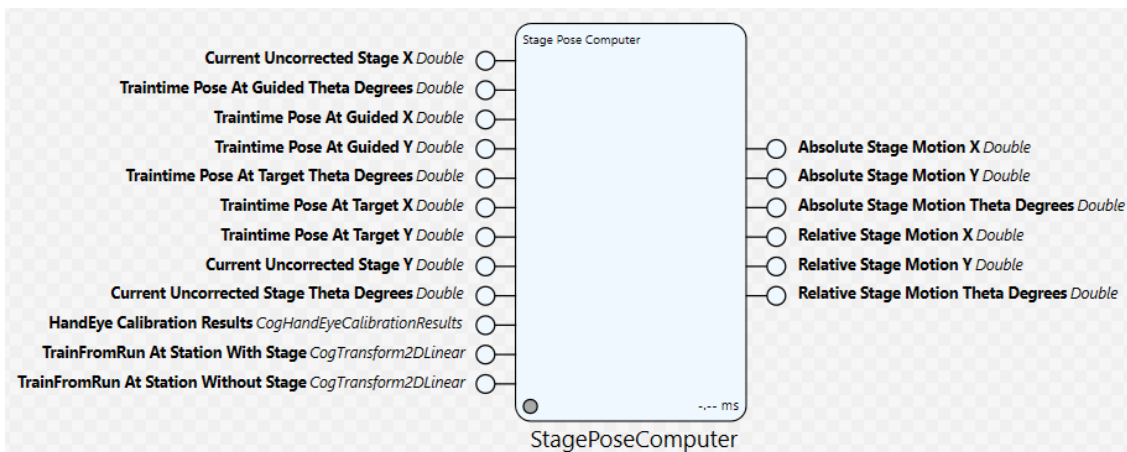 Stage Pose Computer
Current Uncorrected Stage X Double
Traintime Pose At Guided Theta Degrees Double
Traintime Pose At Guided X Double
Traintime Pose At Guided Y Double
Traintime Pose At Target Theta Degrees Double
Traintime Pose At Target X Double
Traintime Pose At Target Y Double
Current Uncorrected Stage Y Double
Current Uncorrected Stage Theta Degrees Double
HandEye Calibration Results CogHandEyeCalibrationResults
TrainFromRun At Station With Stage CogTransform2DLinear
TrainFromRun At Station Without Stage CogTransform2DLinear
Absolute Stage Motion X Double
Absolute Stage Motion Y Double
Absolute Stage Motion Theta Degrees Double
Relative Stage Motion X Double
Relative Stage Motion Y Double
Relative Stage Motion Theta Degrees Double
-.-- ms
StagePoseComputer